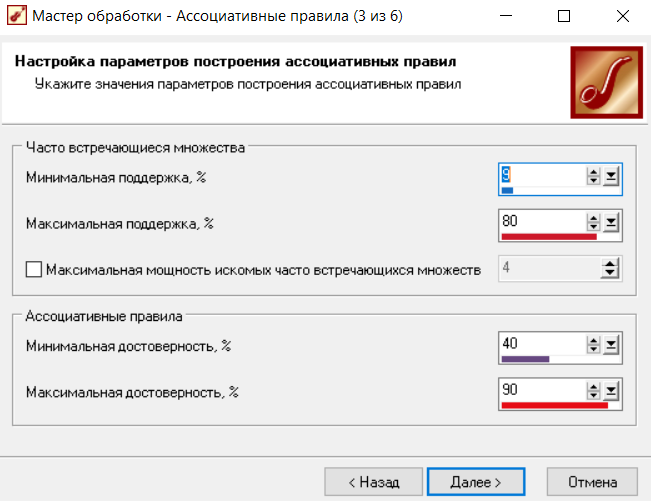 Мастер обработки - Ассоциативные правила (3 из 6)
Настройка параметров построения ассоциативных правил
Укажите значения параметров построения ассоциативных правил
Часто встречающиеся множества
Минимальная поддержка, % 9
Максимальная поддержка, % 80
Максимальная мощность искомых часто встречающихся множеств 4
Ассоциативные правила
Минимальная достоверность, % 40
Максимальная достоверность, % 90
< Назад Далее > Отмена